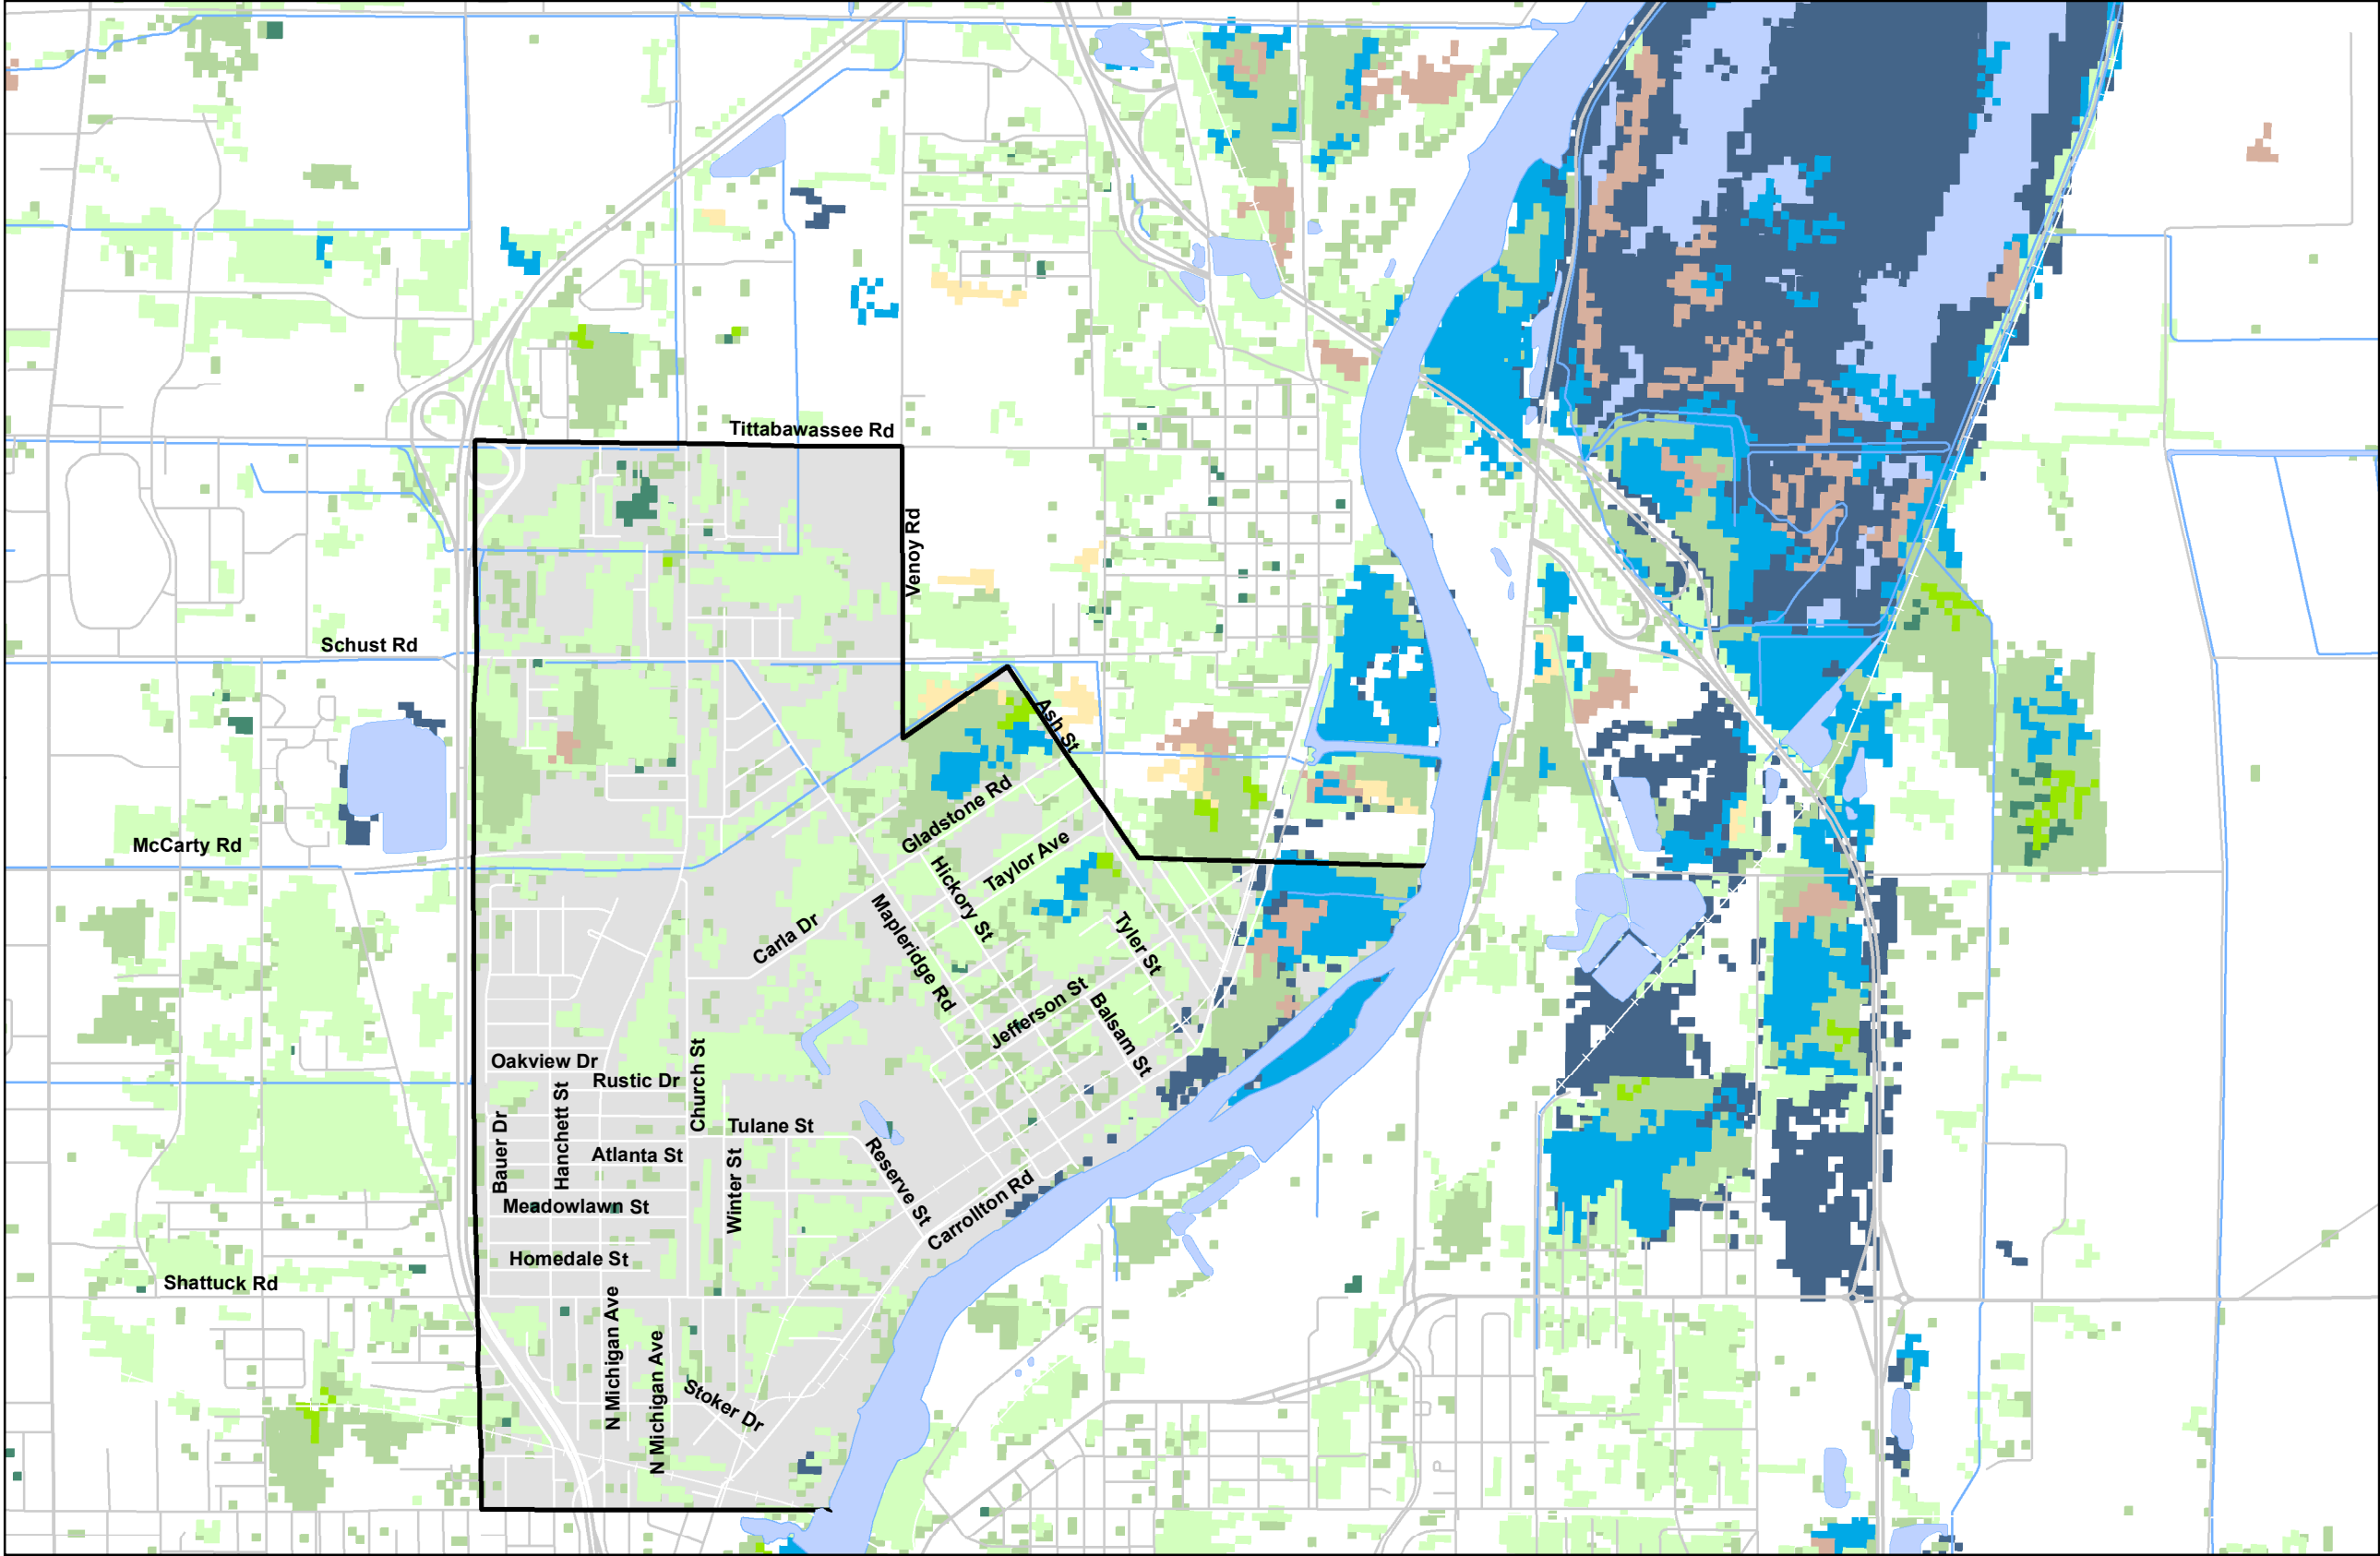 Tittabawassee Rd
Venoy Rd
Schust Rd
Ash St
Gladstone Rd
McCarty Rd
Taylor Ave
Hickory St
Mapleridge Rd
Carla Dr
Tyler St
Jefferson St
Balsam St
Oakview Dr
Rustic Dr
Church St
Hanchett St
Bauer Dr
Tulane St
Atlanta St
Winter St
Reserve St
Meadowlawn St
Carrollton Rd
Homedale St
Shattuck Rd
N Michigan Ave
N Michigan Ave
Stoker Dr